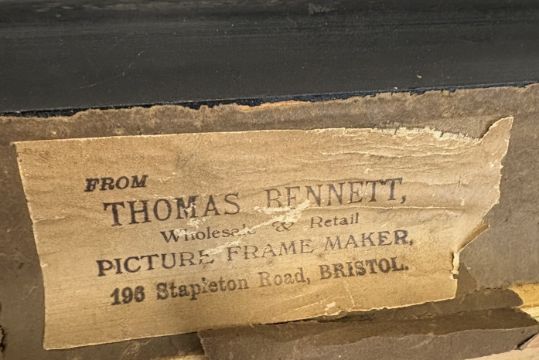 FROM
THOMAS BENNETT,
Wholesale & Retail
PICTURE FRAME MAKER,
196 Stapleton Road, BRISTOL.